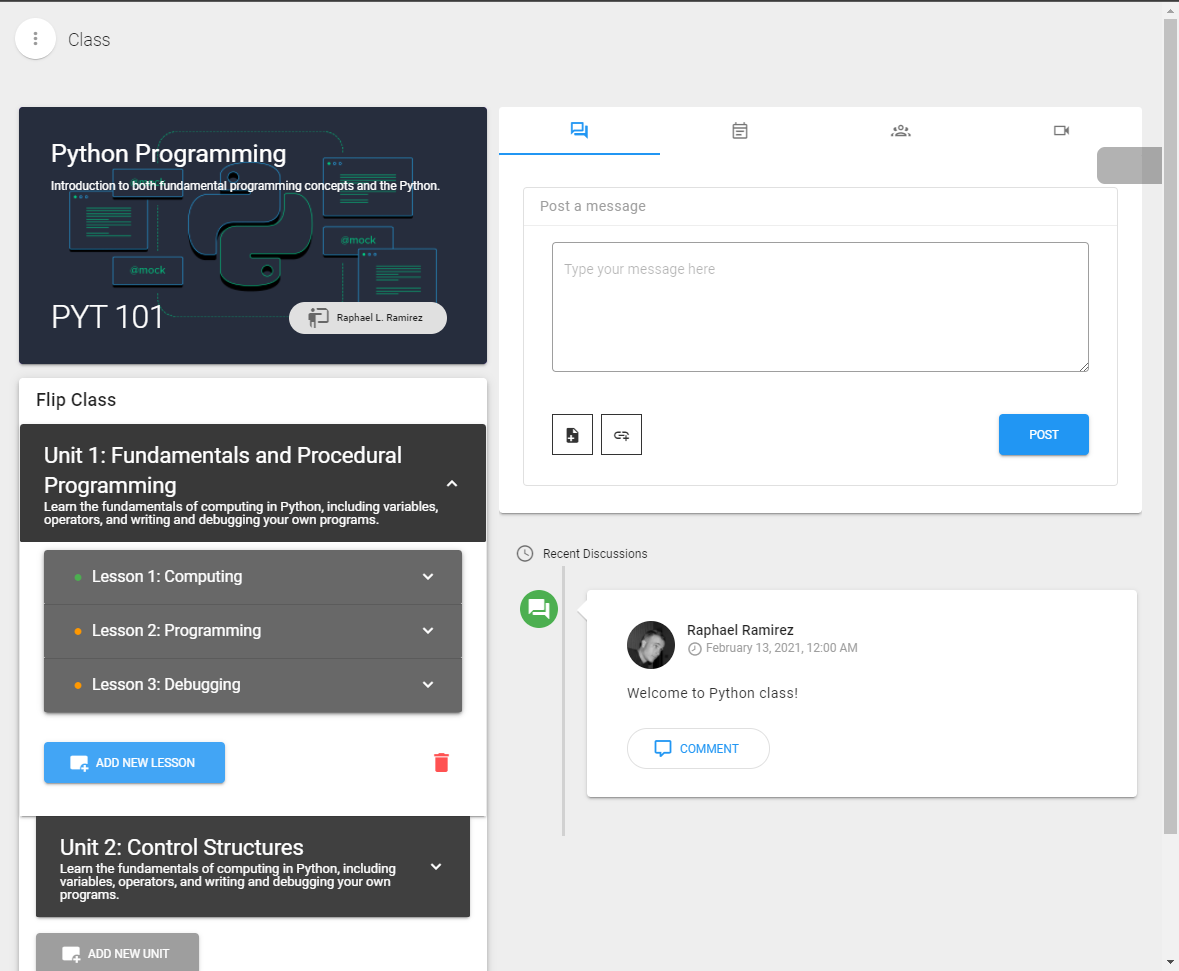 Class
Python Programming
Introduction to both fundamental programming concepts and the Python.
@mock
@mock
PYT 101
Raphael L. Ramirez
Flip Class
Unit 1: Fundamentals and Procedural
Programming
Learn the fundamentals of computing in Python, including variables,
operators, and writing and debugging your own programs.
Lesson 1: Computing
Lesson 2: Programming
Lesson 3: Debugging
ADD NEW LESSON
Unit 2: Control Structures
Learn the fundamentals of computing in Python, including
variables, operators, and writing and debugging your own
programs.
ADD NEW UNIT
Post a message
Type your message here
POST
Recent Discussions
Raphael Ramirez
February 13, 2021, 12:00 AM
Welcome to Python class!
COMMENT